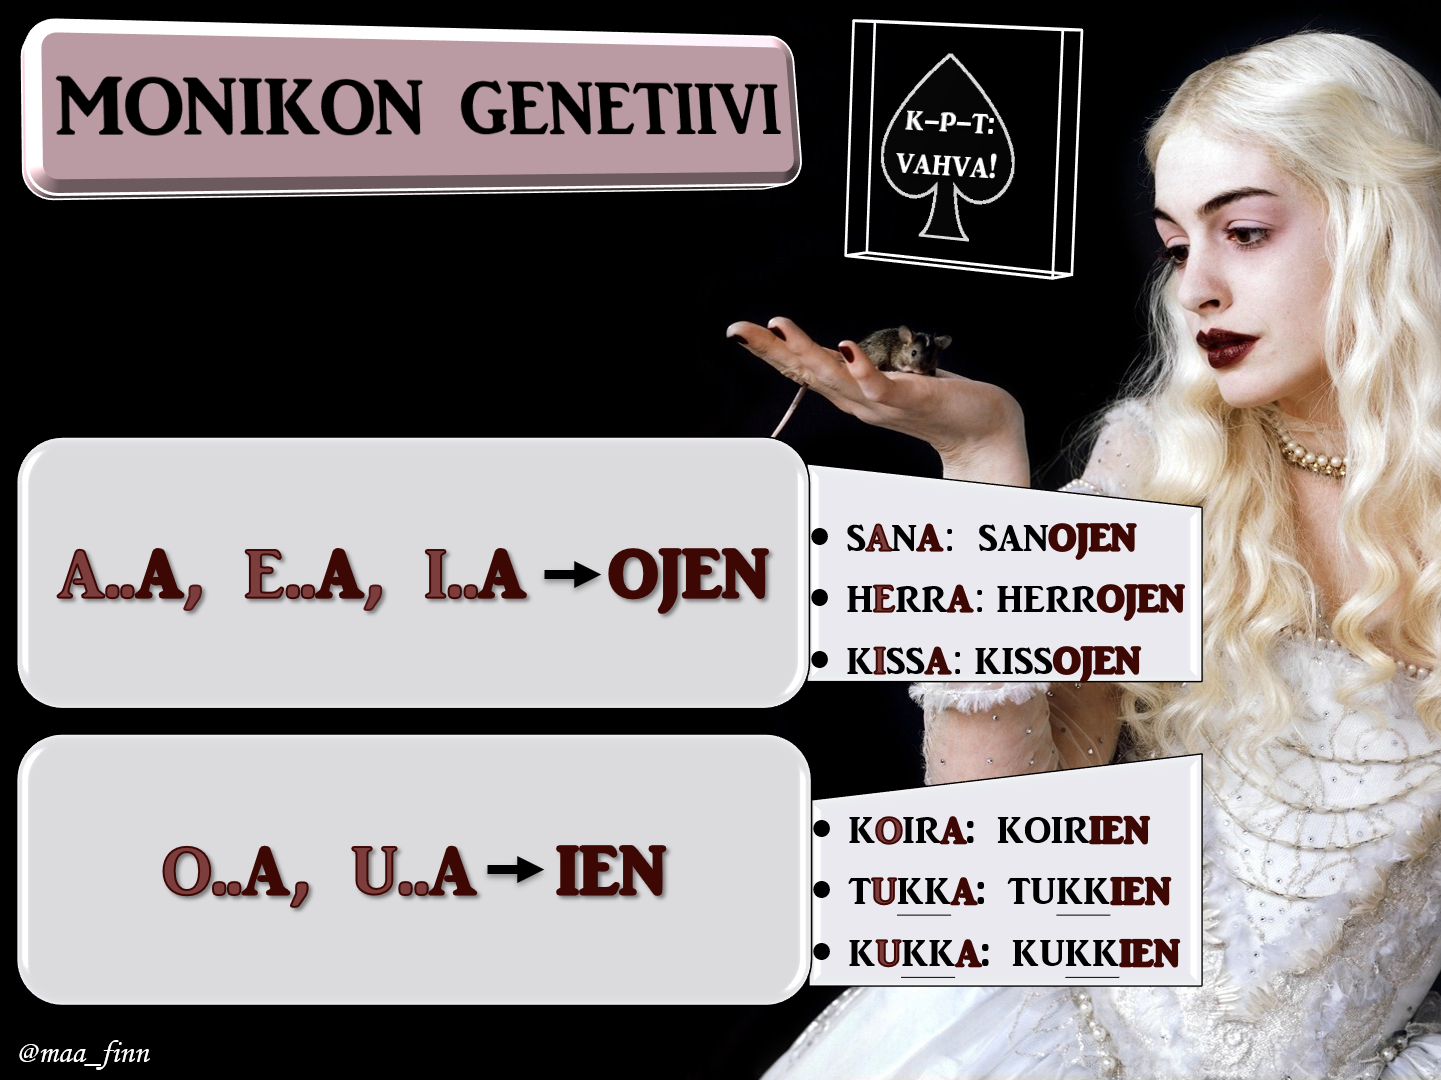 MONIKON GENETIIVI
K–P–T:
VAHVA!
A..A, E..A, I..A → OJEN
• SANA: SANOJEN
• HERRA: HERROJEN
• KISSA: KISSOJEN
O..A, U..A → IEN
• KOIRA: KOIRIEN
• TUKKA: TUKKIEN
• KUKKA: KUKKIEN
@maa_finn